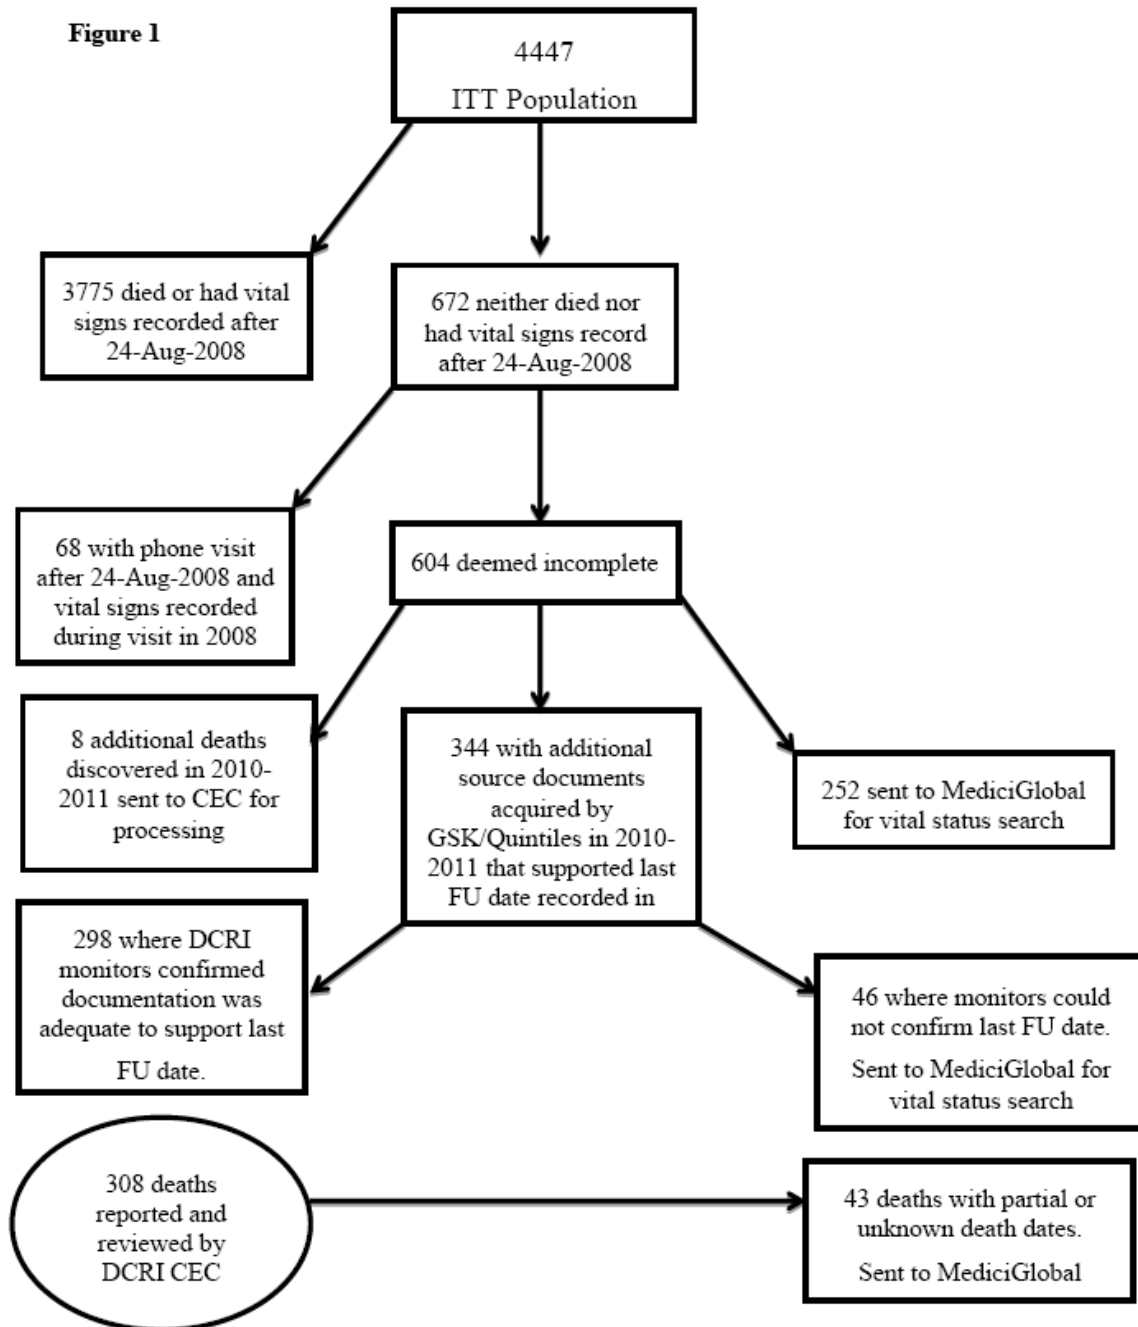 Figure 1
4447
ITT Population
3775 died or had vital
signs recorded after
24-Aug-2008
672 neither died nor
had vital signs record
after 24-Aug-2008
68 with phone visit
after 24-Aug-2008 and
vital signs recorded
during visit in 2008
604 deemed incomplete
8 additional deaths
discovered in 2010-
2011 sent to CEC for
processing
344 with additional
source documents
acquired by
GSK/Quintiles in 2010-
2011 that supported last
FU date recorded in
252 sent to MediciGlobal
for vital status search
298 where DCRI
monitors confirmed
documentation was
adequate to support last
FU date.
46 where monitors could
not confirm last FU date.
Sent to MediciGlobal for
vital status search
308 deaths
reported and
reviewed by
DCRI CEC
43 deaths with partial or
unknown death dates.
Sent to MediciGlobal